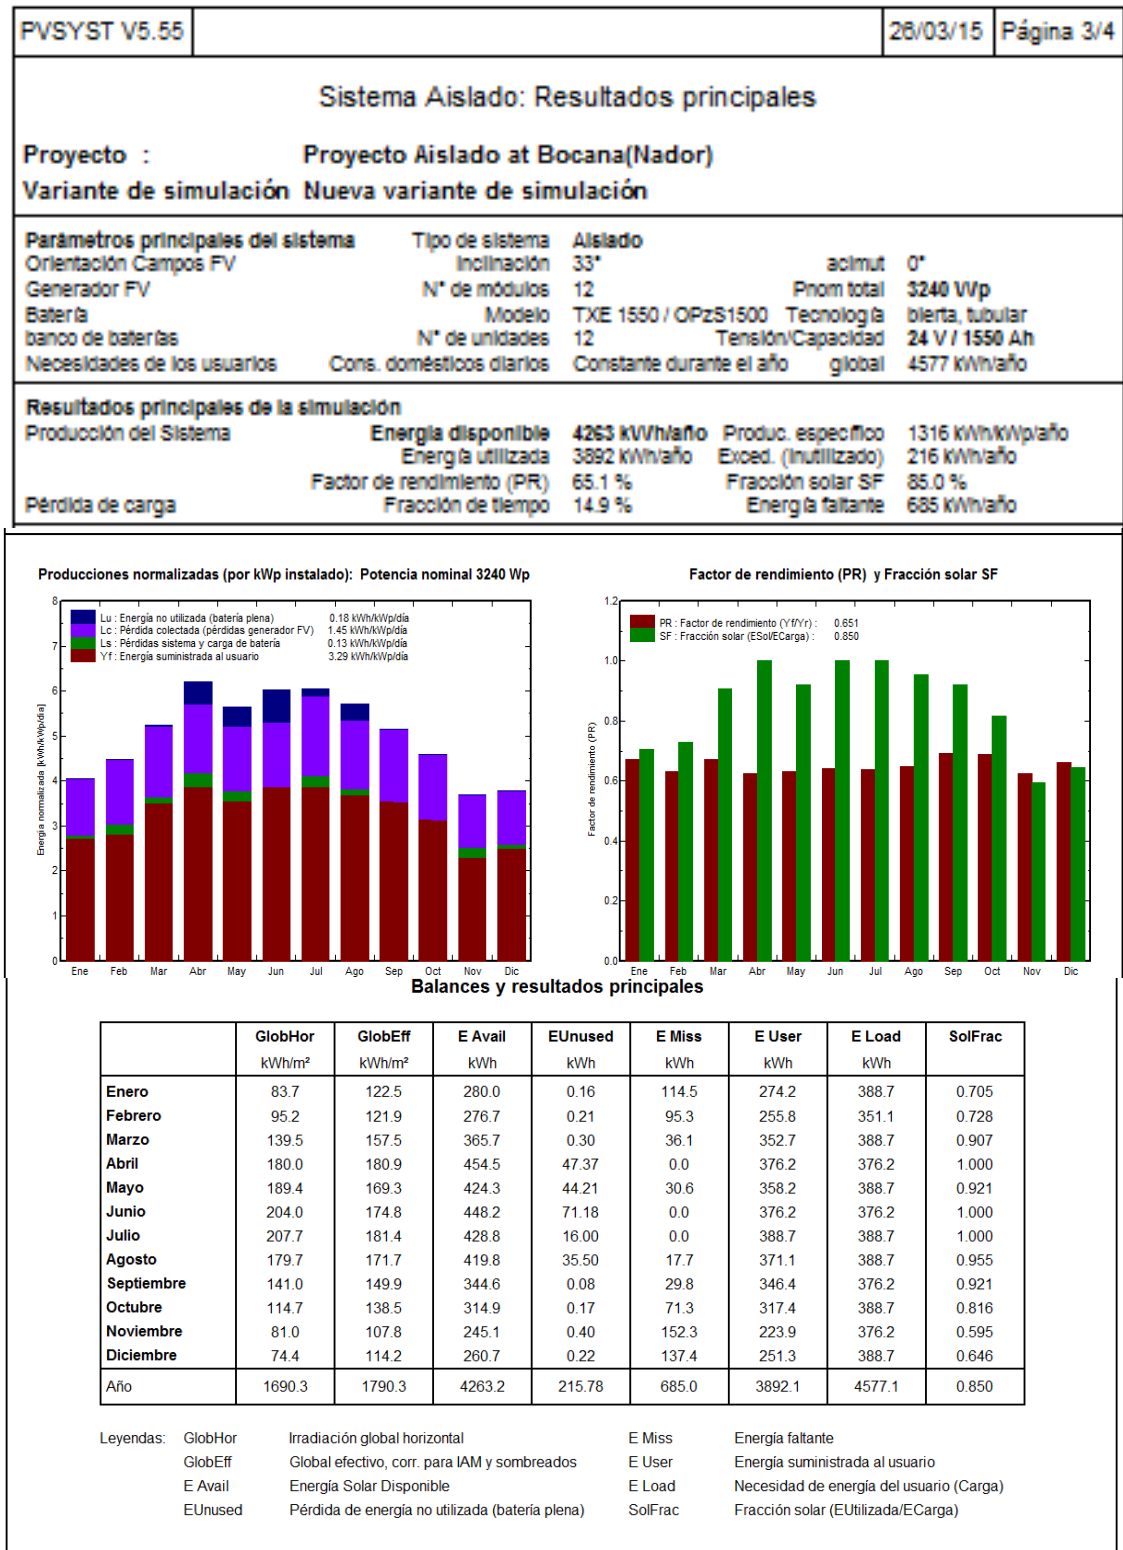 PVSYST V5.55 26/03/15 Página 3/4
Sistema Aislado: Resultados principales
Proyecto : Proyecto Aislado at Bocana(Nador)
Variante de simulación Nueva variante de simulación
Parámetros principales del sistema Tipo de sistema Aislado
Orientación Campos FV Inclinación 33° acimut 0°
Generador FV N° de módulos 12 Pnom total 3240 Wp
Batería Modelo TXE 1550 / OPzS1500 Tecnología bierta, tubular
banco de baterías N° de unidades 12 Tensión/Capacidad 24 V / 1550 Ah
Necesidades de los usuarios Cons. domésticos diarios Constante durante el año global 4577 kWh/año
Resultados principales de la simulación
Producción del Sistema Energía disponible 4263 kWh/año Produc. específico 1316 kWh/kWp/año
Energía utilizada 3892 kWh/año Exced. (inutilizado) 216 kWh/año
Factor de rendimiento (PR) 65.1 % Fracción solar SF 85.0 %
Pérdida de carga Fracción de tiempo 14.9 % Energía faltante 685 kWh/año
Producciones normalizadas (por kWp instalado): Potencia nominal 3240 Wp
Lu : Energía no utilizada (batería plena) 0.18 kWh/kWp/día
Lc : Pérdida colectada (pérdidas generador FV) 1.45 kWh/kWp/día
Ls : Pérdidas sistema y carga de batería 0.13 kWh/kWp/día
Yf : Energía suministrada al usuario 3.29 kWh/kWp/día
Energía normalizada [kWh/kWp/día]
8
7
6
5
4
3
2
1
0
Ene Feb Mar Abr May Jun Jul Ago Sep Oct Nov Dic
Factor de rendimiento (PR) y Fracción solar SF
PR : Factor de rendimiento (Yf/Yr) : 0.651
SF : Fracción solar (ESol/ECarga) : 0.850
Factor de rendimiento (PR)
1.2
1.0
0.8
0.6
0.4
0.2
0.0
Ene Feb Mar Abr May Jun Jul Ago Sep Oct Nov Dic
Balances y resultados principales
GlobHor GlobEff E Avail EUnused E Miss E User E Load SolFrac
kWh/m² kWh/m² kWh kWh kWh kWh kWh
Enero 83.7 122.5 280.0 0.16 114.5 274.2 388.7 0.705
Febrero 95.2 121.9 276.7 0.21 95.3 255.8 351.1 0.728
Marzo 139.5 157.5 365.7 0.30 36.1 352.7 388.7 0.907
Abril 180.0 180.9 454.5 47.37 0.0 376.2 376.2 1.000
Mayo 189.4 169.3 424.3 44.21 30.6 358.2 388.7 0.921
Junio 204.0 174.8 448.2 71.18 0.0 376.2 376.2 1.000
Julio 207.7 181.4 428.8 16.00 0.0 388.7 388.7 1.000
Agosto 179.7 171.7 419.8 35.50 17.7 371.1 388.7 0.955
Septiembre 141.0 149.9 344.6 0.08 29.8 346.4 376.2 0.921
Octubre 114.7 138.5 314.9 0.17 71.3 317.4 388.7 0.816
Noviembre 81.0 107.8 245.1 0.40 152.3 223.9 376.2 0.595
Diciembre 74.4 114.2 260.7 0.22 137.4 251.3 388.7 0.646
Año 1690.3 1790.3 4263.2 215.78 685.0 3892.1 4577.1 0.850
Leyendas: GlobHor Irradiación global horizontal E Miss Energía faltante
GlobEff Global efectivo, corr. para IAM y sombreados E User Energía suministrada al usuario
E Avail Energía Solar Disponible E Load Necesidad de energía del usuario (Carga)
EUnused Pérdida de energía no utilizada (batería plena) SolFrac Fracción solar (EUtilizada/ECarga)